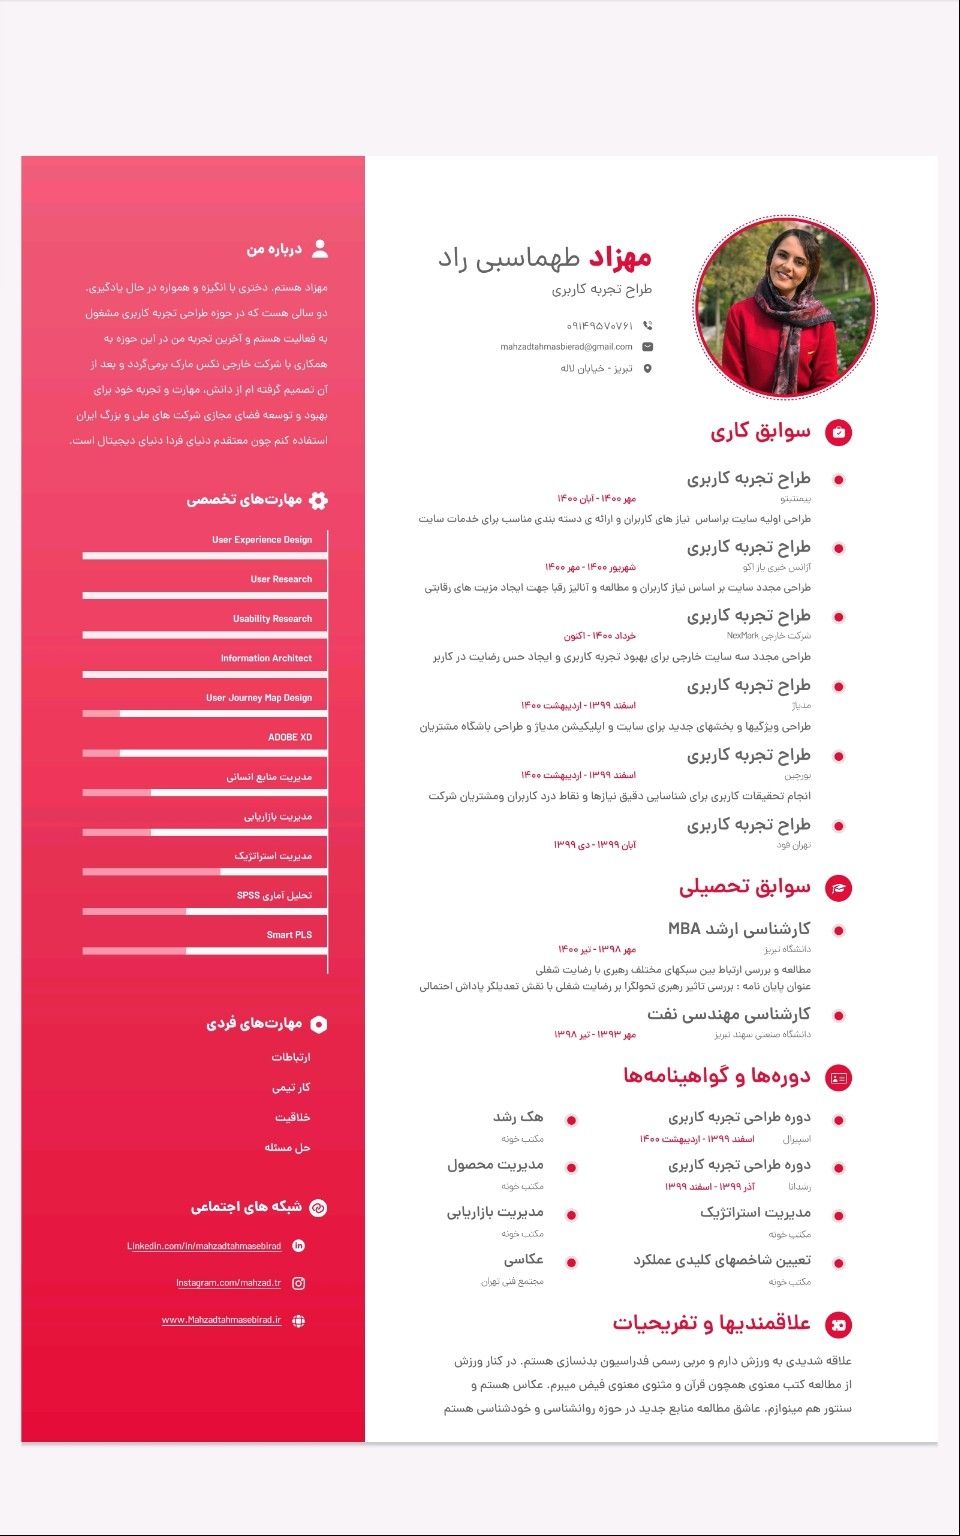 مهزاد طهماسبی راد
طراح تجربه کاربری
۰۹۱۴۹۵۷۰۷۶۱
mahzadtahmasbierad@gmail.com
تبریز - خیابان لاله
سوابق کاری
طراح تجربه کاربری
پیمنتیتو
مهر ۱۴۰۰ - آبان ۱۴۰۰
طراحی اولیه سایت براساس نیاز های کاربران و ارائه ی دسته بندی مناسب برای خدمات سایت
طراح تجربه کاربری
آژانس خبری باز اکو
شهریور ۱۴۰۰ - مهر ۱۴۰۰
طراحی مجدد سایت بر اساس نیاز کاربران و مطالعه و آنالیز رقبا جهت ایجاد مزیت های رقابتی
طراح تجربه کاربری
شرکت خارجی NexMark
خرداد ۱۴۰۰ - اکنون
طراحی مجدد سه سایت خارجی برای بهبود تجربه کاربری و ایجاد حس رضایت در کاربر
طراح تجربه کاربری
مدیاژ
اسفند ۱۳۹۹ - اردیبهشت ۱۴۰۰
طراحی ویژگیها و بخشهای جدید برای سایت و اپلیکیشن مدیاژ و طراحی باشگاه مشتریان
طراح تجربه کاربری
بورچین
اسفند ۱۳۹۹ - اردیبهشت ۱۴۰۰
انجام تحقیقات کاربری برای شناسایی دقیق نیازها و نقاط درد کاربران ومشتریان شرکت
طراح تجربه کاربری
تهران فود
آبان ۱۳۹۹ - دی ۱۳۹۹
سوابق تحصیلی
کارشناسی ارشد MBA
دانشگاه تبریز
مهر ۱۳۹۸ - تیر ۱۴۰۰
مطالعه و بررسی ارتباط بین سبکهای مختلف رهبری با رضایت شغلی
عنوان پایان نامه : بررسی تاثیر رهبری تحولگرا بر رضایت شغلی با نقش تعدیلگر پاداش احتمالی
کارشناسی مهندسی نفت
دانشگاه صنعتی سهند تبریز
مهر ۱۳۹۳ - تیر ۱۳۹۸
دوره‌ها و گواهینامه‌ها
دوره طراحی تجربه کاربری
اسپیرال
اسفند ۱۳۹۹ - اردیبهشت ۱۴۰۰
دوره طراحی تجربه کاربری
رسدانا
آذر ۱۳۹۹ - اسفند ۱۳۹۹
مدیریت استراتژیک
مکتب خونه
تعیین شاخصهای کلیدی عملکرد
مکتب خونه
هک رشد
مکتب خونه
مدیریت محصول
مکتب خونه
مدیریت بازاریابی
مکتب خونه
عکاسی
مجتمع فنی تهران
علاقمندیها و تفریحیات
علاقه شدیدی به ورزش دارم و مربی رسمی فدراسیون بدنسازی هستم. در کنار ورزش
از مطالعه کتب معنوی همچون قرآن و مثنوی معنوی فیض میبرم. عکاس هستم و
سنتور هم مینوازم. عاشق مطالعه منابع جدید در حوزه روانشناسی و خودشناسی هستم
درباره من
مهزاد هستم. دختری با انگیزه و همواره در حال یادگیری.
دو سالی هست که در حوزه طراحی تجربه کاربری مشغول
به فعالیت هستم و آخرین تجربه من در این حوزه به
همکاری با شرکت خارجی نکس مارک برمی‌گردد و بعد از
آن تصمیم گرفته ام از دانش، مهارت و تجربه خود برای
بهبود و توسعه فضای مجازی شرکت های ملی و بزرگ ایران
استفاده کنم چون معتقدم دنیای فردا دنیای دیجیتال است.
مهارت‌های تخصصی
User Experience Design
User Research
Usability Research
Information Architect
User Journey Map Design
ADOBE XD
مدیریت منابع انسانی
مدیریت بازاریابی
مدیریت استراتژیک
تحلیل آماری SPSS
Smart PLS
مهارت‌های فردی
ارتباطات
کار تیمی
خلاقیت
حل مسئله
شبکه های اجتماعی
Linkedin.com/in/mahzadtahmasebirad
Instagram.com/mahzad.tr
www.Mahzadtahmasebirad.ir